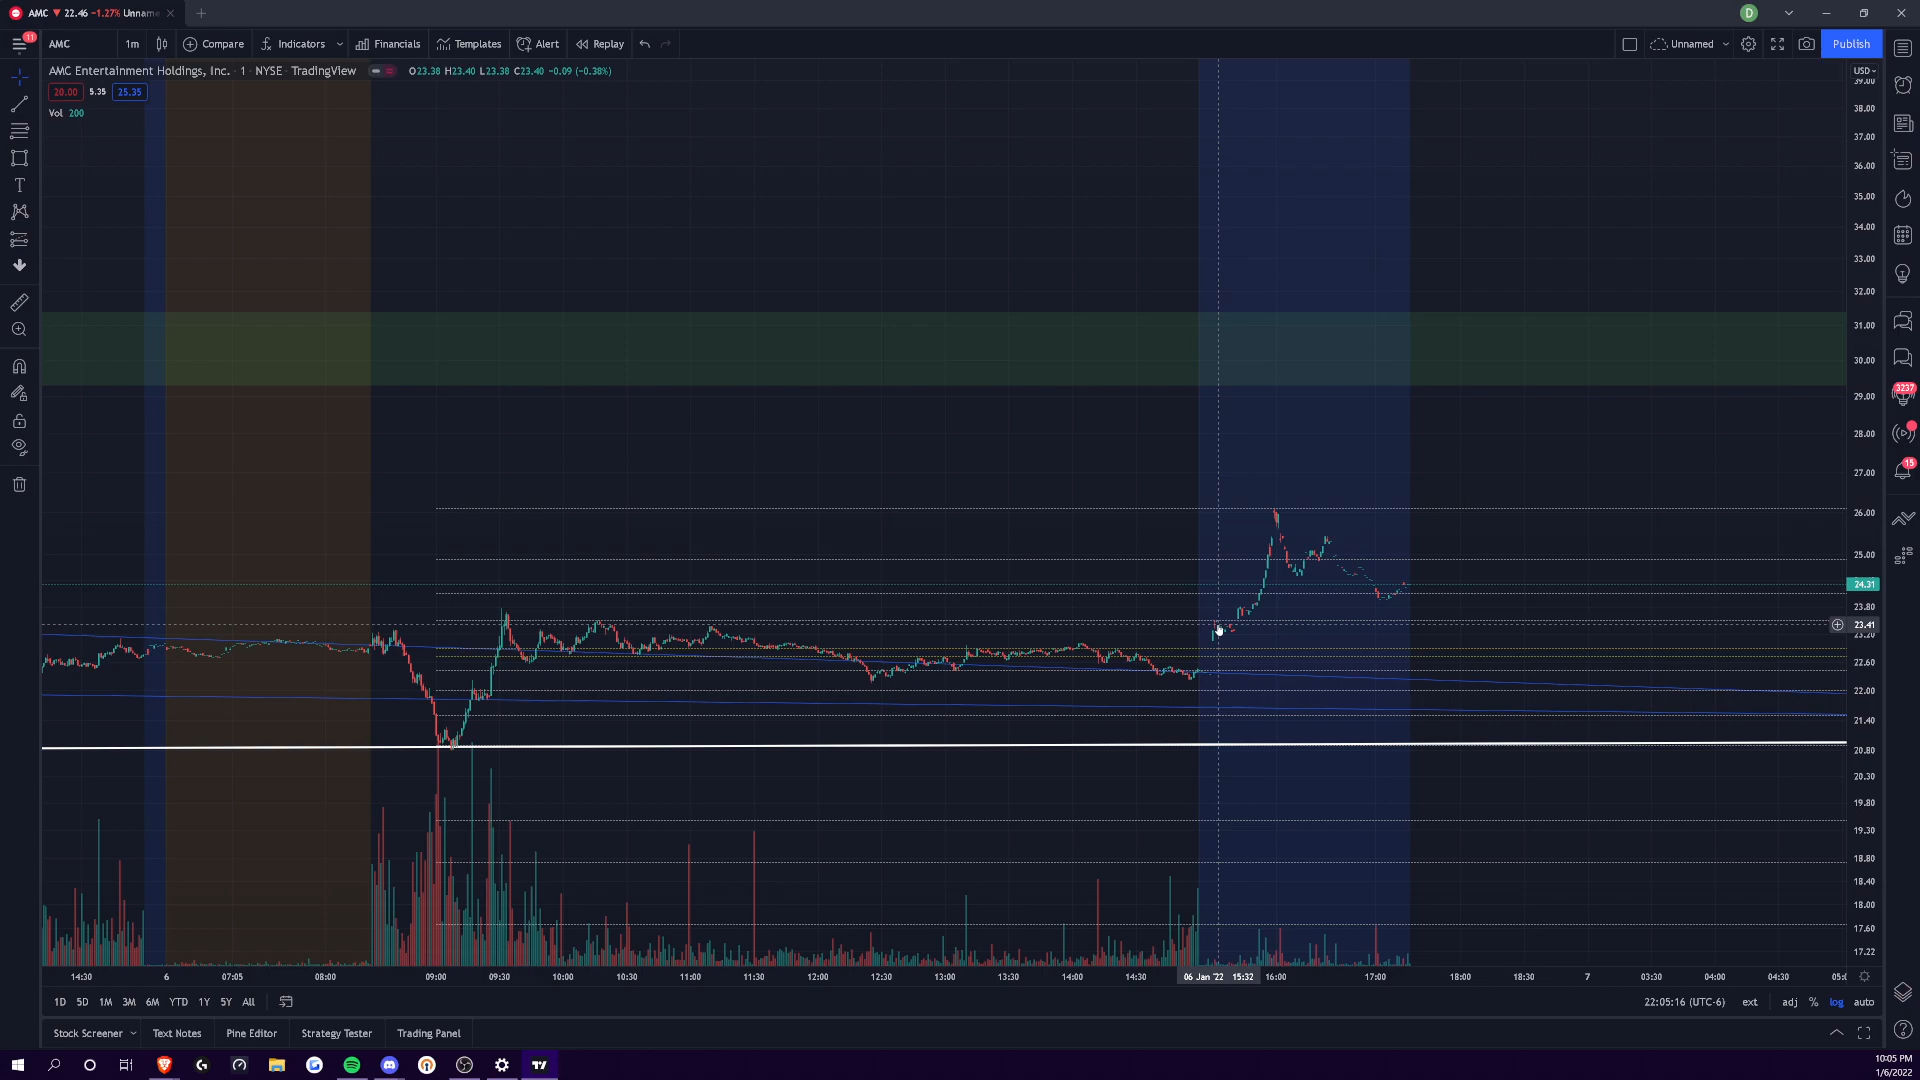 AMC ▼ 22.46 −1.27% Unname
D
11
AMC
1m
Compare
Indicators
Financials
Templates
Alert
Replay
Unnamed
Publish
AMC Entertainment Holdings, Inc. · 1 · NYSE · TradingView
O23.38 H23.40 L23.38 C23.40 −0.09 (−0.38%)
20.00 5.35 25.35
Vol 200
USD
39.00
38.00
37.00
36.00
35.00
34.00
33.00
32.00
31.00
30.00
29.00
28.00
27.00
26.00
25.00
24.31
23.80
23.41
23.20
22.60
22.00
21.40
20.80
20.30
19.80
19.30
18.80
18.40
18.00
17.60
17.22
3237
15
14:30 6 07:05 08:00 09:00 09:30 10:00 10:30 11:00 11:30 12:00 12:30 13:00 13:30 14:00 14:30 06 Jan '22 15:32 16:00 17:00 18:00 18:30 7 03:30 04:00 04:30 05:0
1D 5D 1M 3M 6M YTD 1Y 5Y All
22:05:16 (UTC-6) ext adj % log auto
Stock Screener Text Notes Pine Editor Strategy Tester Trading Panel
10:05 PM
1/6/2022